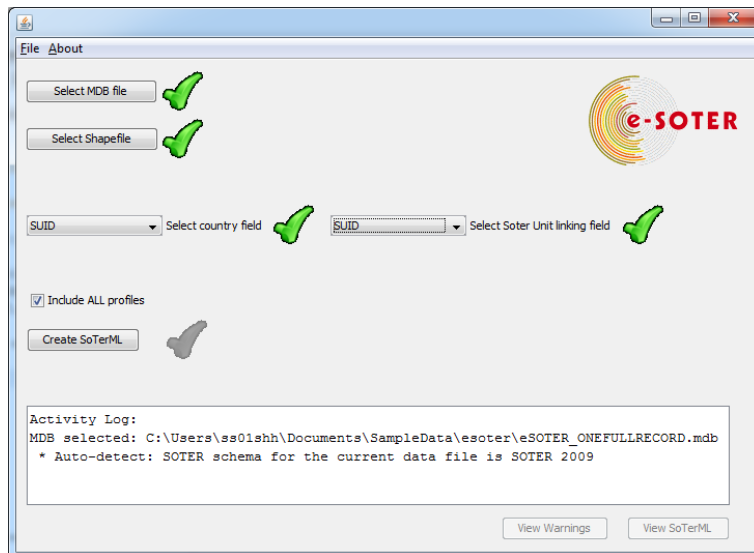 File About
Select MDB file
e-SOTER
Select Shapefile
SUID Select country field SUID Select Soter Unit linking field
Include ALL profiles
Create SoTerML
Activity Log:
MDB selected: C:\Users\ss01shh\Documents\SampleData\esoter\eSOTER_ONEFULLRECORD.mdb
* Auto-detect: SOTER schema for the current data file is SOTER 2009
View Warnings View SoTerML